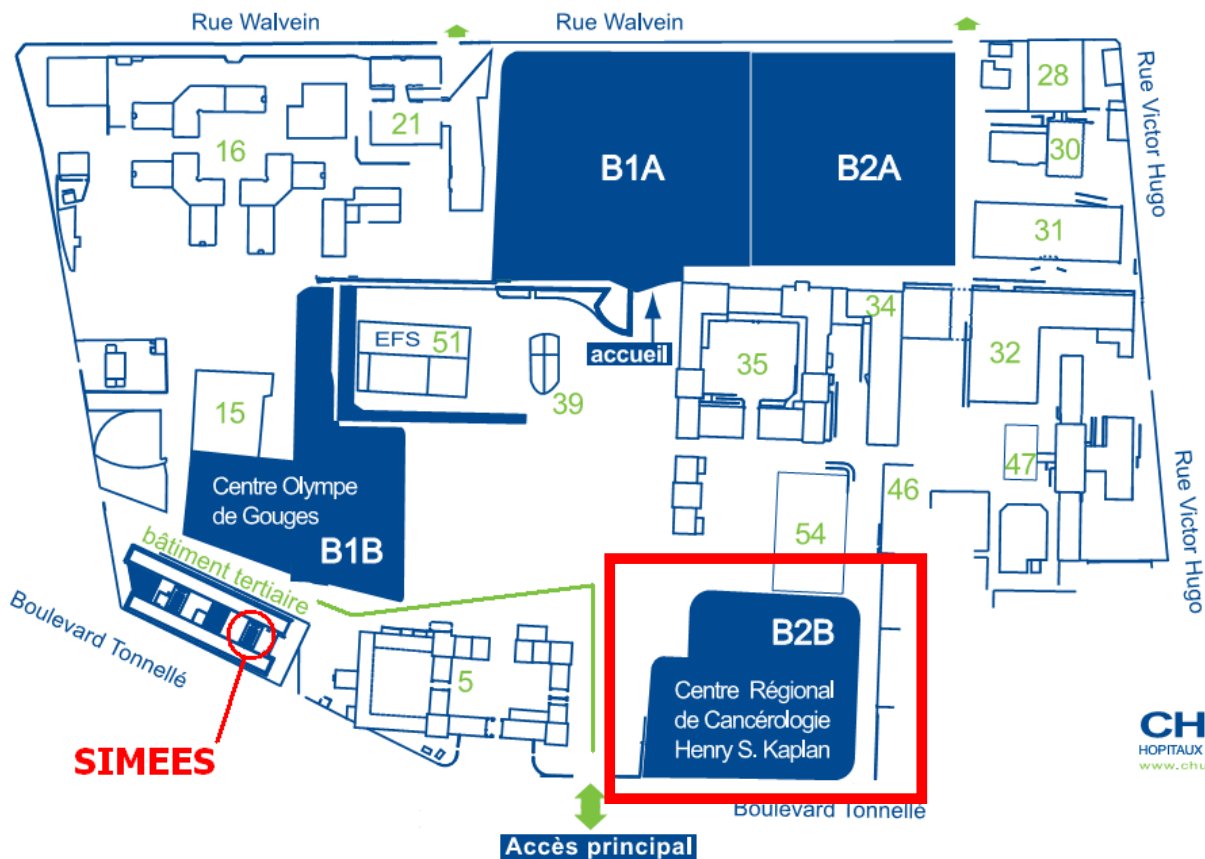 Rue Walvein
Rue Walvein
28
21
16
B1A
B2A
30
Rue Victor Hugo
31
34
EFS 51
accueil
35
32
39
15
47
46
Centre Olympe
de Gouges
B1B
54
Rue Victor Hugo
bâtiment tertiaire
Boulevard Tonnellé
B2B
5
Centre Régional
de Cancérologie
Henry S. Kaplan
SIMEES
CH
HOPITAUX
www.chu
Boulevard Tonnellé
Accès principal